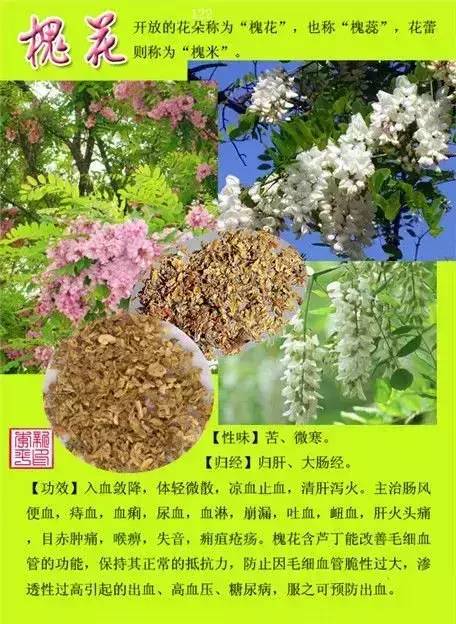 122
槐花
开放的花朵称为“槐花”，也称“槐蕊”，花蕾
则称为“槐米”。
【性味】苦、微寒。
【归经】归肝、大肠经。
【功效】入血敛降，体轻微散，凉血止血，清肝泻火。主治肠风
便血，痔血，血痢，尿血，血淋，崩漏，吐血，衄血，肝火头痛
，目赤肿痛，喉痹，失音，痈疽疮疡。槐花含芦丁能改善毛细血
管的功能，保持其正常的抵抗力，防止因毛细血管脆性过大，渗
透性过高引起的出血、高血压、糖尿病，服之可预防出血。